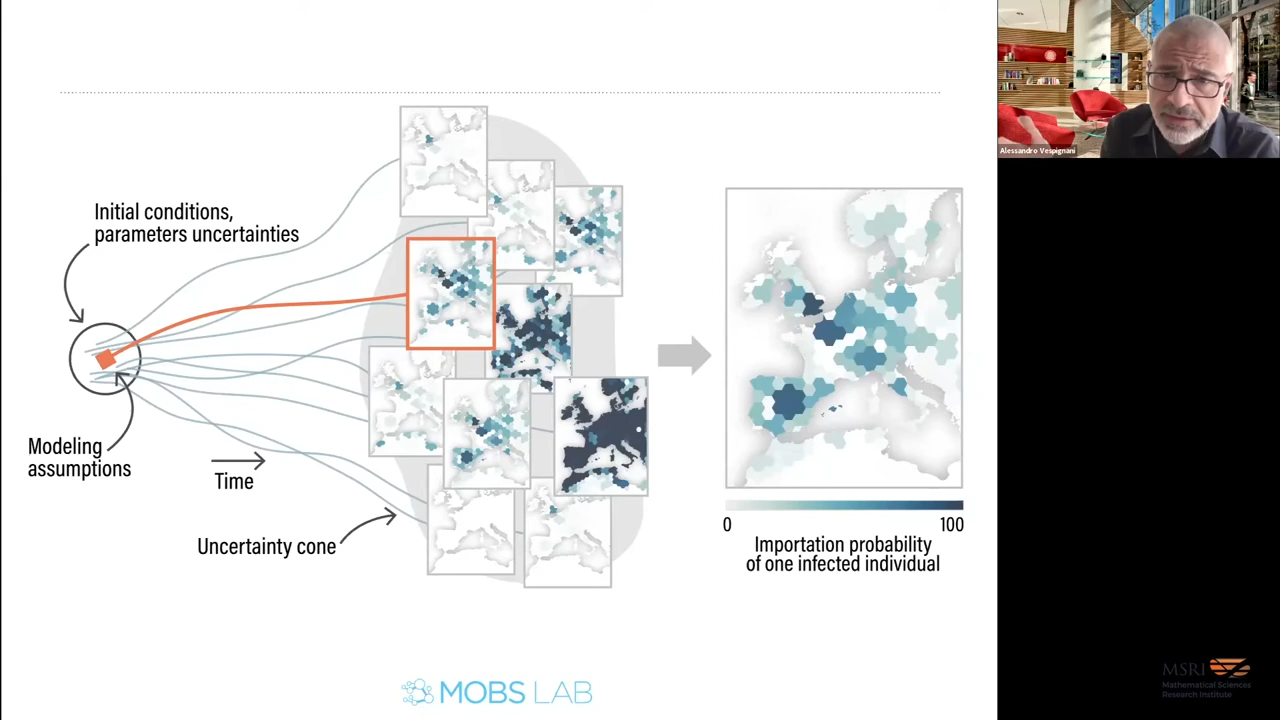 Alessandro Vespignani
Initial conditions,
parameters uncertainties
Modeling
assumptions
Time
Uncertainty cone
0
100
Importation probability
of one infected individual
MOBS LAB
MSRI
Mathematical Sciences
Research Institute